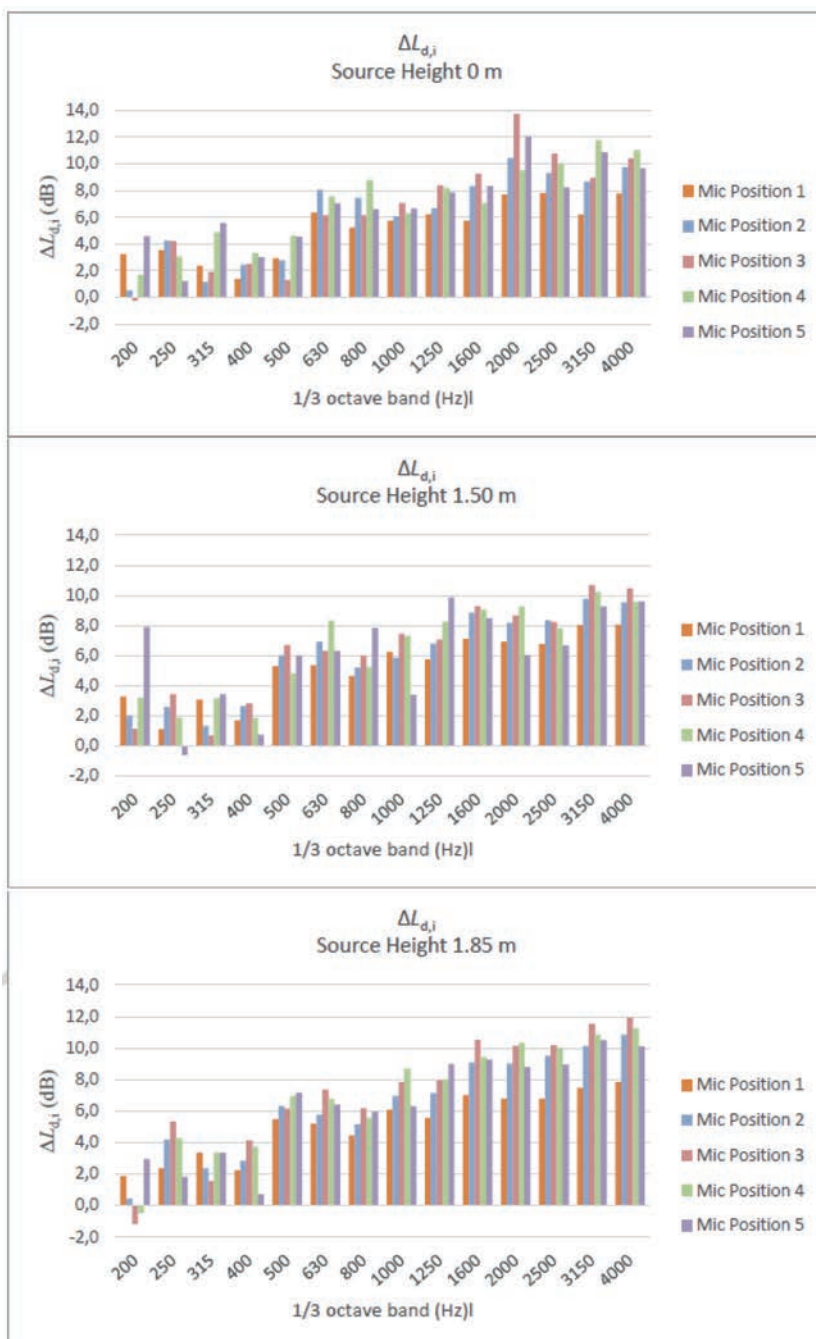 ΔL_d,i
Source Height 0 m
ΔL_d,i (dB)
14,0
12,0
10,0
8,0
6,0
4,0
2,0
0,0
-2,0
200 250 315 400 500 630 800 1000 1250 1600 2000 2500 3150 4000
1/3 octave band (Hz)l
Mic Position 1
Mic Position 2
Mic Position 3
Mic Position 4
Mic Position 5
ΔL_d,i
Source Height 1.50 m
ΔL_d,i (dB)
14,0
12,0
10,0
8,0
6,0
4,0
2,0
0,0
-2,0
200 250 315 400 500 630 800 1000 1250 1600 2000 2500 3150 4000
1/3 octave band (Hz)l
Mic Position 1
Mic Position 2
Mic Position 3
Mic Position 4
Mic Position 5
ΔL_d,i
Source Height 1.85 m
ΔL_d,i (dB)
14,0
12,0
10,0
8,0
6,0
4,0
2,0
0,0
-2,0
200 250 315 400 500 630 800 1000 1250 1600 2000 2500 3150 4000
1/3 octave band (Hz)l
Mic Position 1
Mic Position 2
Mic Position 3
Mic Position 4
Mic Position 5